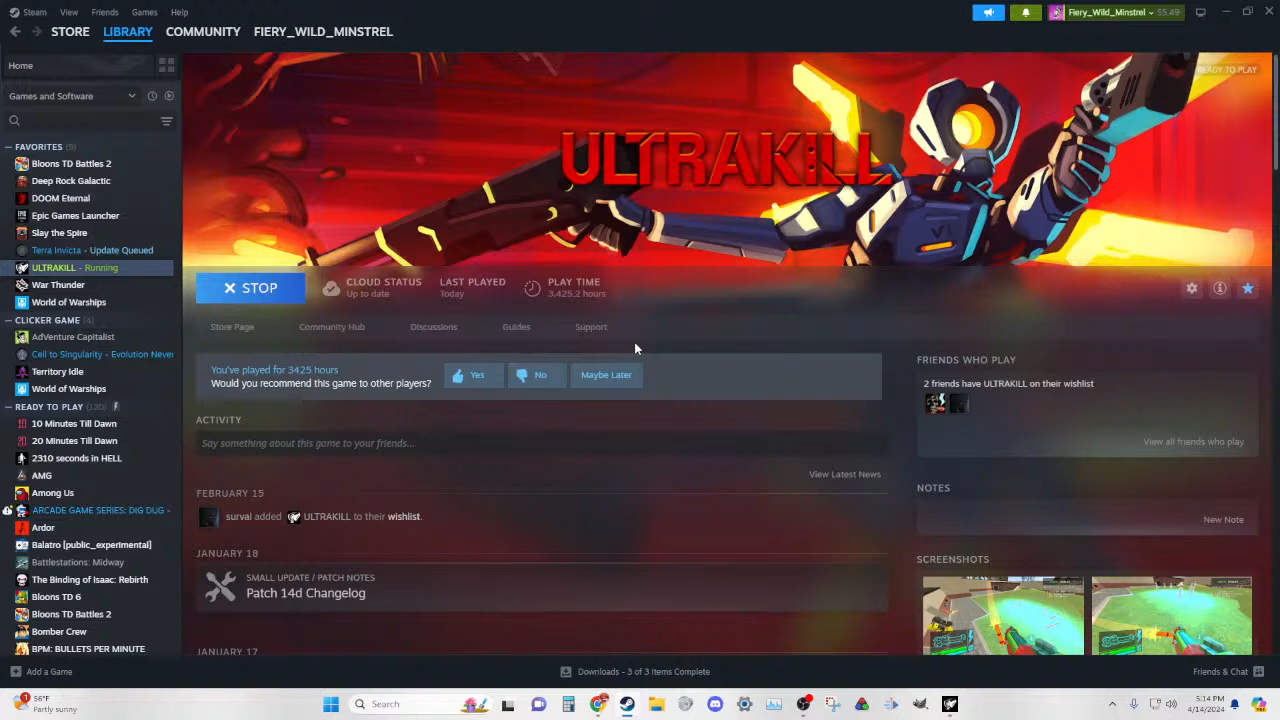 Steam View Friends Games Help
Fiery_Wild_Minstrel $5.49
STORE LIBRARY COMMUNITY FIERY_WILD_MINSTREL
Home
READY TO PLAY
Games and Software
ULTRAKILL
V1
FAVORITES (9)
Bloons TD Battles 2
Deep Rock Galactic
DOOM Eternal
Epic Games Launcher
Slay the Spire
Terra Invicta - Update Queued
ULTRAKILL - Running
War Thunder
World of Warships
CLICKER GAME (4)
AdVenture Capitalist
Cell to Singularity - Evolution Never
Territory Idle
World of Warships
READY TO PLAY (120)
10 Minutes Till Dawn
20 Minutes Till Dawn
2310 seconds in HELL
AMG
Among Us
ARCADE GAME SERIES: DIG DUG -
Ardor
Balatro [public_experimental]
Battlestations: Midway
The Binding of Isaac: Rebirth
Bloons TD 6
Bloons TD Battles 2
Bomber Crew
BPM: BULLETS PER MINUTE
STOP
CLOUD STATUS
Up to date
LAST PLAYED
Today
PLAY TIME
3,425.2 hours
Store Page Community Hub Discussions Guides Support
You've played for 3425 hours
Would you recommend this game to other players?
Yes No Maybe Later
ACTIVITY
Say something about this game to your friends...
View Latest News
FEBRUARY 15
surval added ULTRAKILL to their wishlist.
JANUARY 18
SMALL UPDATE / PATCH NOTES
Patch 14d Changelog
JANUARY 17
FRIENDS WHO PLAY
2 friends have ULTRAKILL on their wishlist
View all friends who play
NOTES
New Note
SCREENSHOTS
Add a Game
Downloads - 3 of 3 Items Complete
Friends & Chat
1
56°F
Partly sunny
Search
5:14 PM
4/14/2024